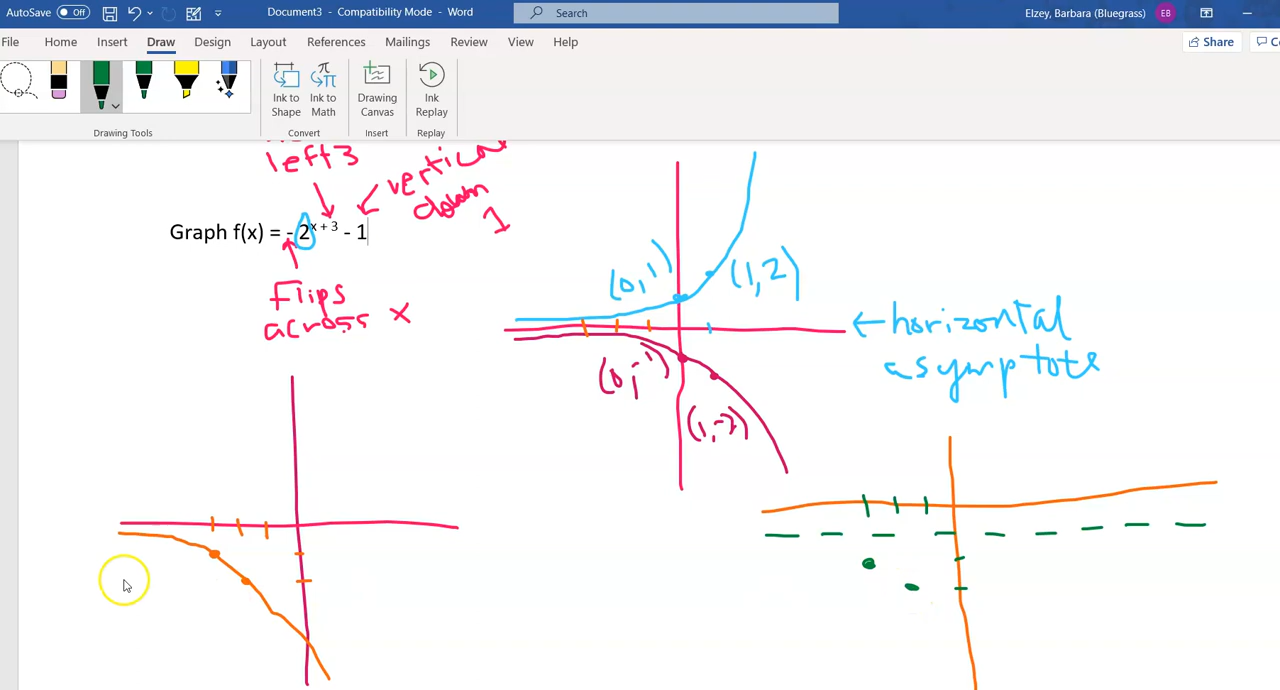 AutoSave Off
Document3 - Compatibility Mode - Word
Search
Elzey, Barbara (Bluegrass)
EB
File Home Insert Draw Design Layout References Mailings Review View Help
Share
Co
Ink to Shape
Ink to Math
Drawing Canvas
Ink Replay
Drawing Tools
Convert
Insert
Replay
left 3
vertical
down
1
Graph f(x) = - 2^(x + 3) - 1
Flips
across x
(0, 1)
(1, 2)
← horizontal
asymptote
(0, -1)
(1, -2)